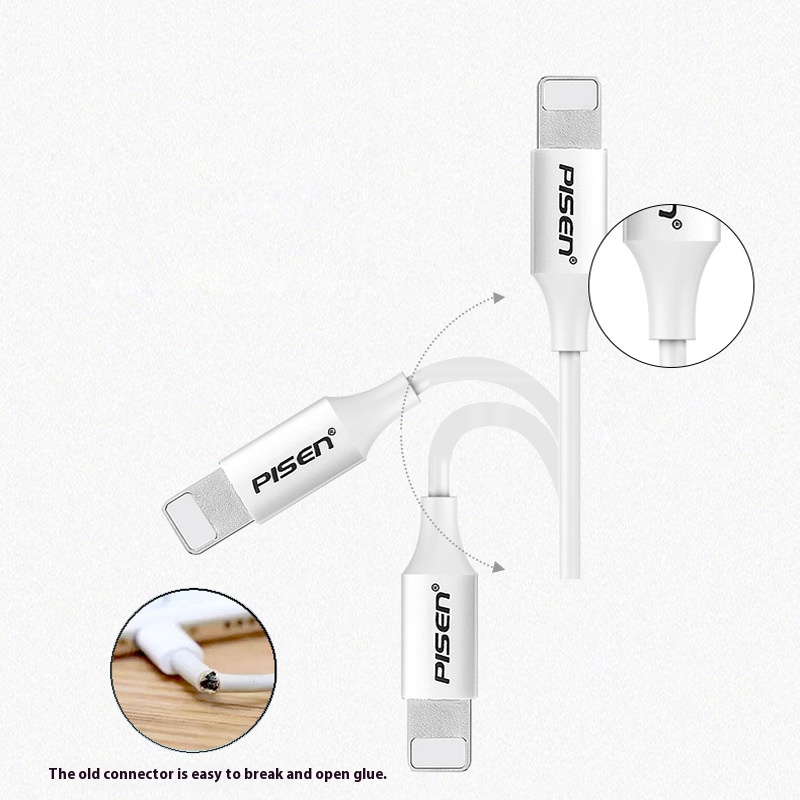 PISEN®
n®
PISEN®
PISEN®
The old connector is easy to break and open glue.